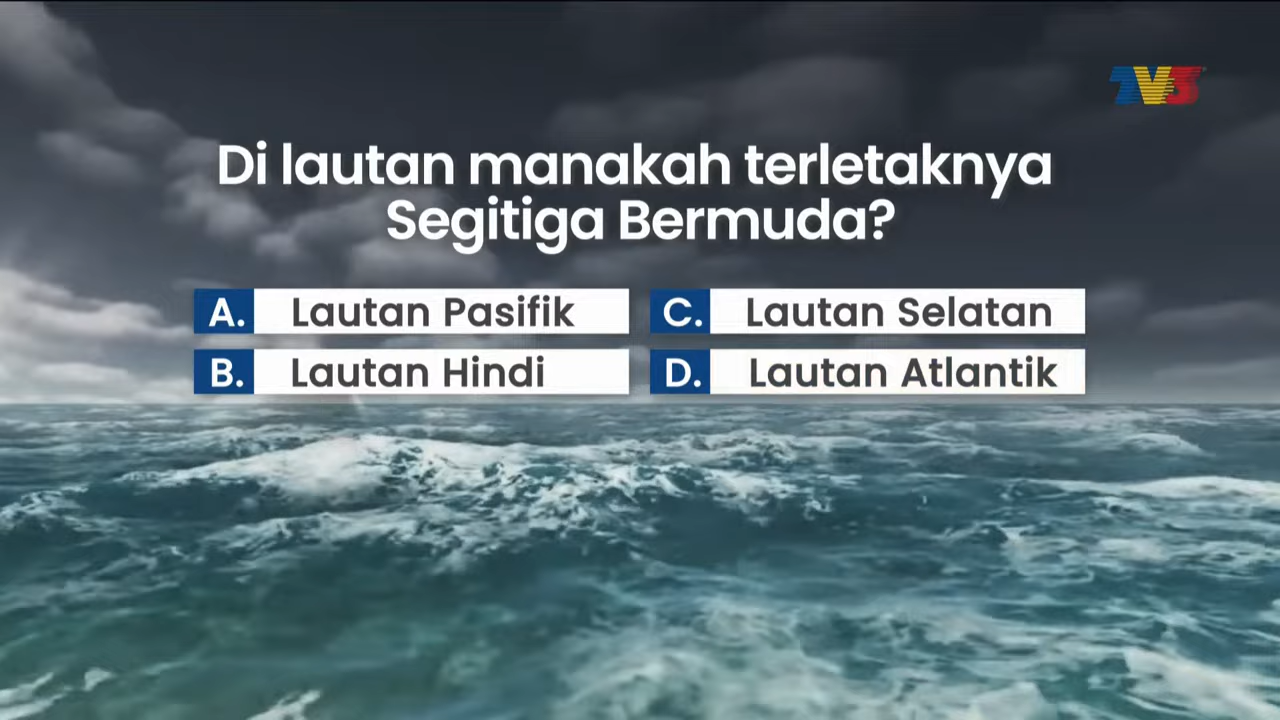 TV3
Di lautan manakah terletaknya
Segitiga Bermuda?
A. Lautan Pasifik
B. Lautan Hindi
C. Lautan Selatan
D. Lautan Atlantik